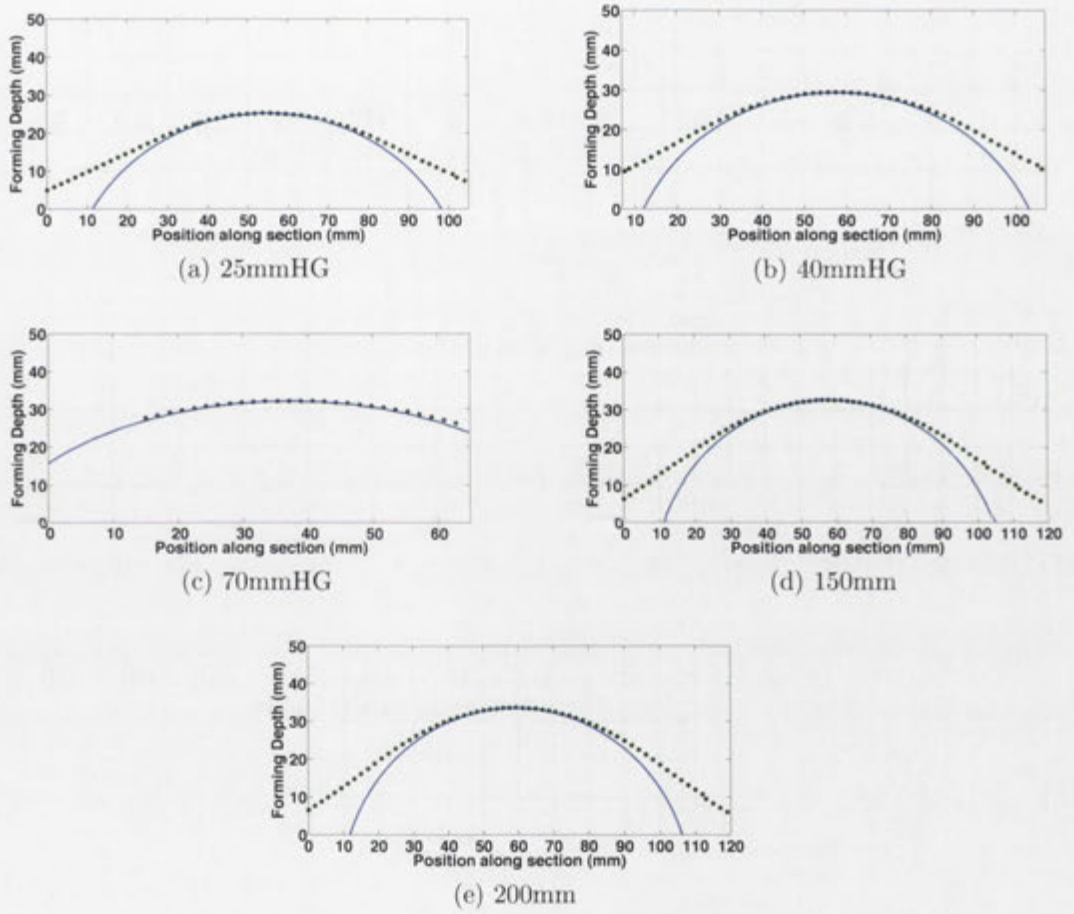 50
40
30
20
10
0
Forming Depth (mm)
0 10 20 30 40 50 60 70 80 90 100
Position along section (mm)
(a) 25mmHG
50
40
30
20
10
0
Forming Depth (mm)
10 20 30 40 50 60 70 80 90 100
Position along section (mm)
(b) 40mmHG
50
40
30
20
10
0
Forming Depth (mm)
0 10 20 30 40 50 60
Position along section (mm)
(c) 70mmHG
50
40
30
20
10
0
Forming Depth (mm)
0 10 20 30 40 50 60 70 80 90 100 110 120
Position along section (mm)
(d) 150mm
50
40
30
20
10
0
Forming Depth (mm)
0 10 20 30 40 50 60 70 80 90 100 110 120
Position along section (mm)
(e) 200mm